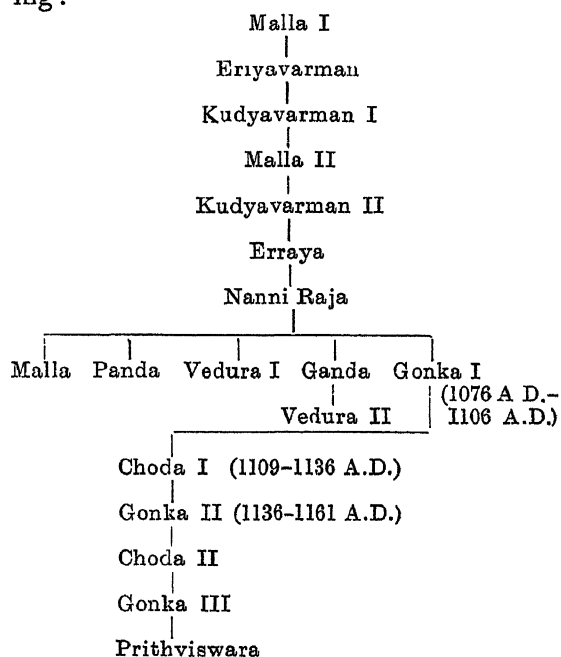 ing:
Malla I
Eriyavarman
Kudyavarman I
Malla II
Kudyavarman II
Erraya
Nanni Raja
Malla Panda Vedura I Ganda Gonka I
(1076 A D.–
Vedura II 1106 A.D.)
Choda I (1109–1136 A.D.)
Gonka II (1136–1161 A.D.)
Choda II
Gonka III
Prithviswara